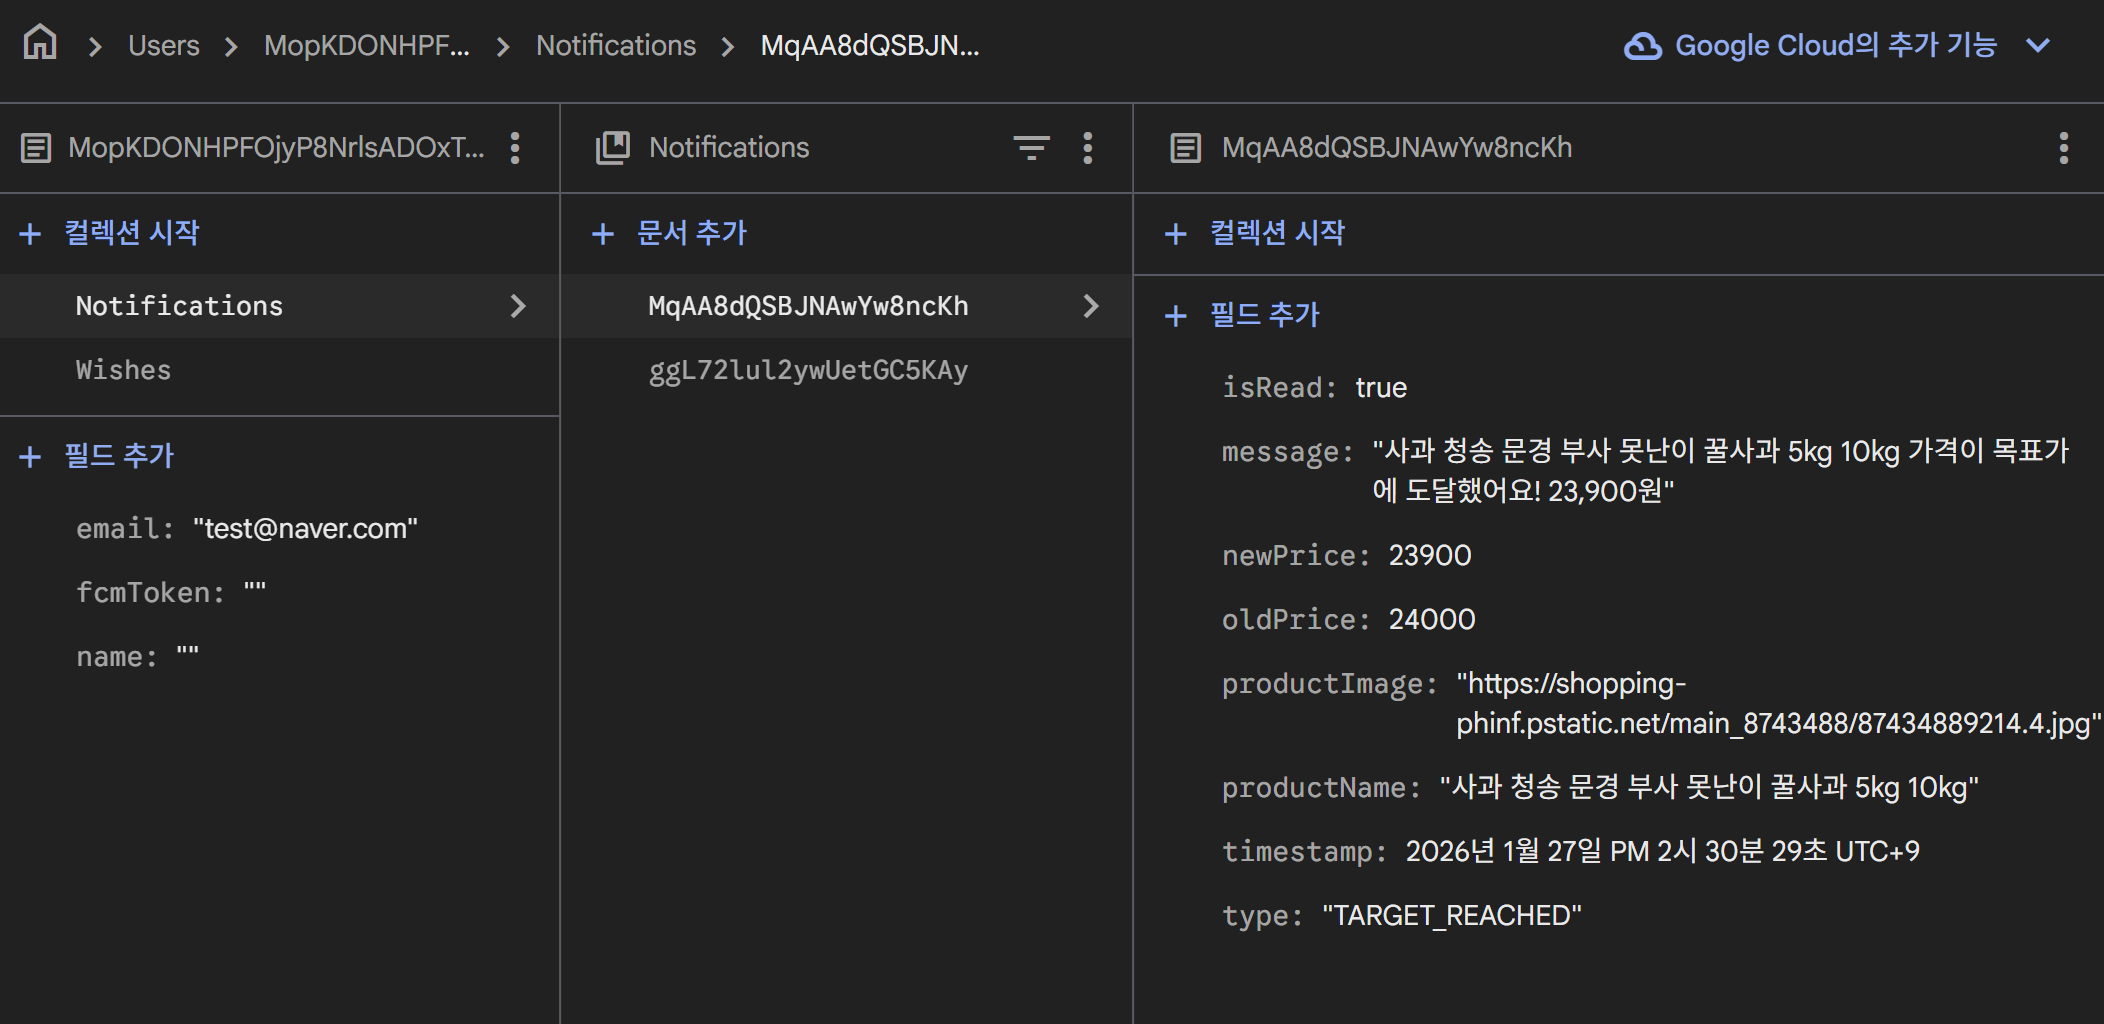 Users
MopKDONHPF...
Notifications
MqAA8dQSBJN...
Google Cloud의 추가 기능
MopKDONHPFOjyP8NrlsADOxT...
컬렉션 시작
Notifications
Wishes
필드 추가
email: "test@naver.com"
fcmToken: ""
name: ""
Notifications
문서 추가
MqAA8dQSBJNAwYw8ncKh
ggL72lul2ywUetGC5KAy
MqAA8dQSBJNAwYw8ncKh
컬렉션 시작
필드 추가
isRead: true
message: "사과 청송 문경 부사 못난이 꿀사과 5kg 10kg 가격이 목표가
에 도달했어요! 23,900원"
newPrice: 23900
oldPrice: 24000
productImage: "https://shopping-
phinf.pstatic.net/main_8743488/87434889214.4.jpg"
productName: "사과 청송 문경 부사 못난이 꿀사과 5kg 10kg"
timestamp: 2026년 1월 27일 PM 2시 30분 29초 UTC+9
type: "TARGET_REACHED"